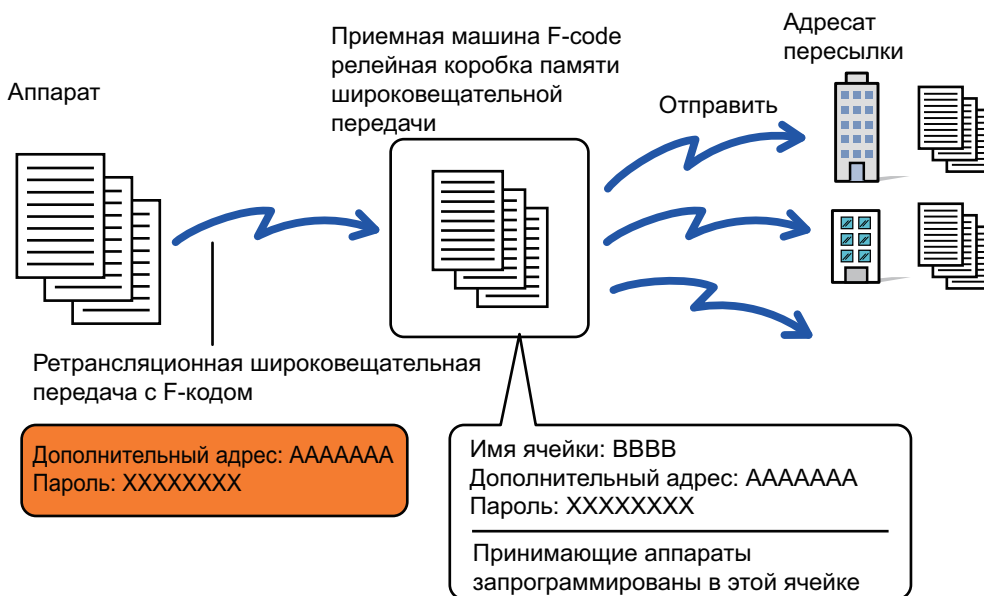 Аппарат
Приемная машина F-code
релейная коробка памяти
широковещательной
передачи
Отправить
Адресат
пересылки
Ретрансляционная широковещательная
передача с F-кодом
Дополнительный адрес: AAAAAAA
Пароль: XXXXXXXX
Имя ячейки: BBBB
Дополнительный адрес: AAAAAAA
Пароль: XXXXXXXX
Принимающие аппараты
запрограммированы в этой ячейке